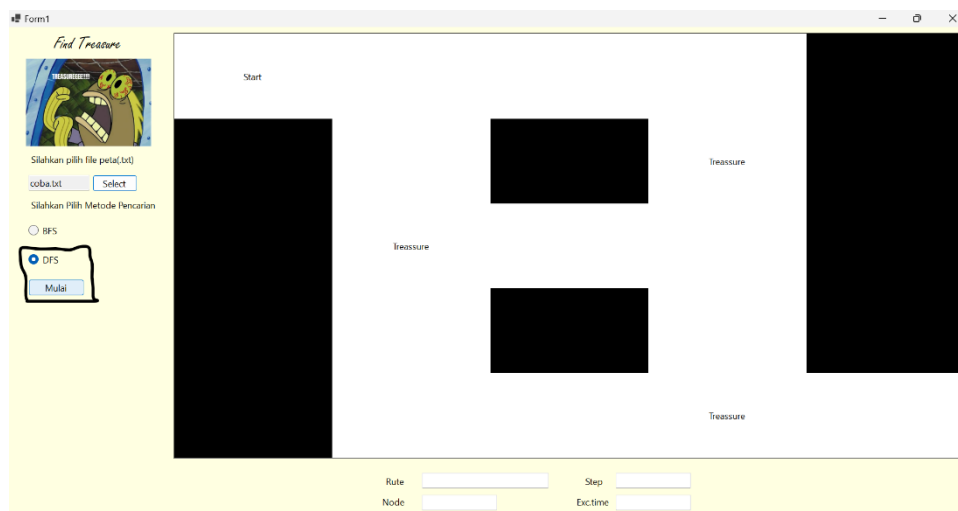 Form1
Find Treasure
TREASUREEEE!!!!
Silahkan pilih file peta(.txt)
coba.txt Select
Silahkan Pilih Metode Pencarian
BFS
DFS
Mulai
Start
Treassure
Treassure
Treassure
Rute Step
Node Exc.time